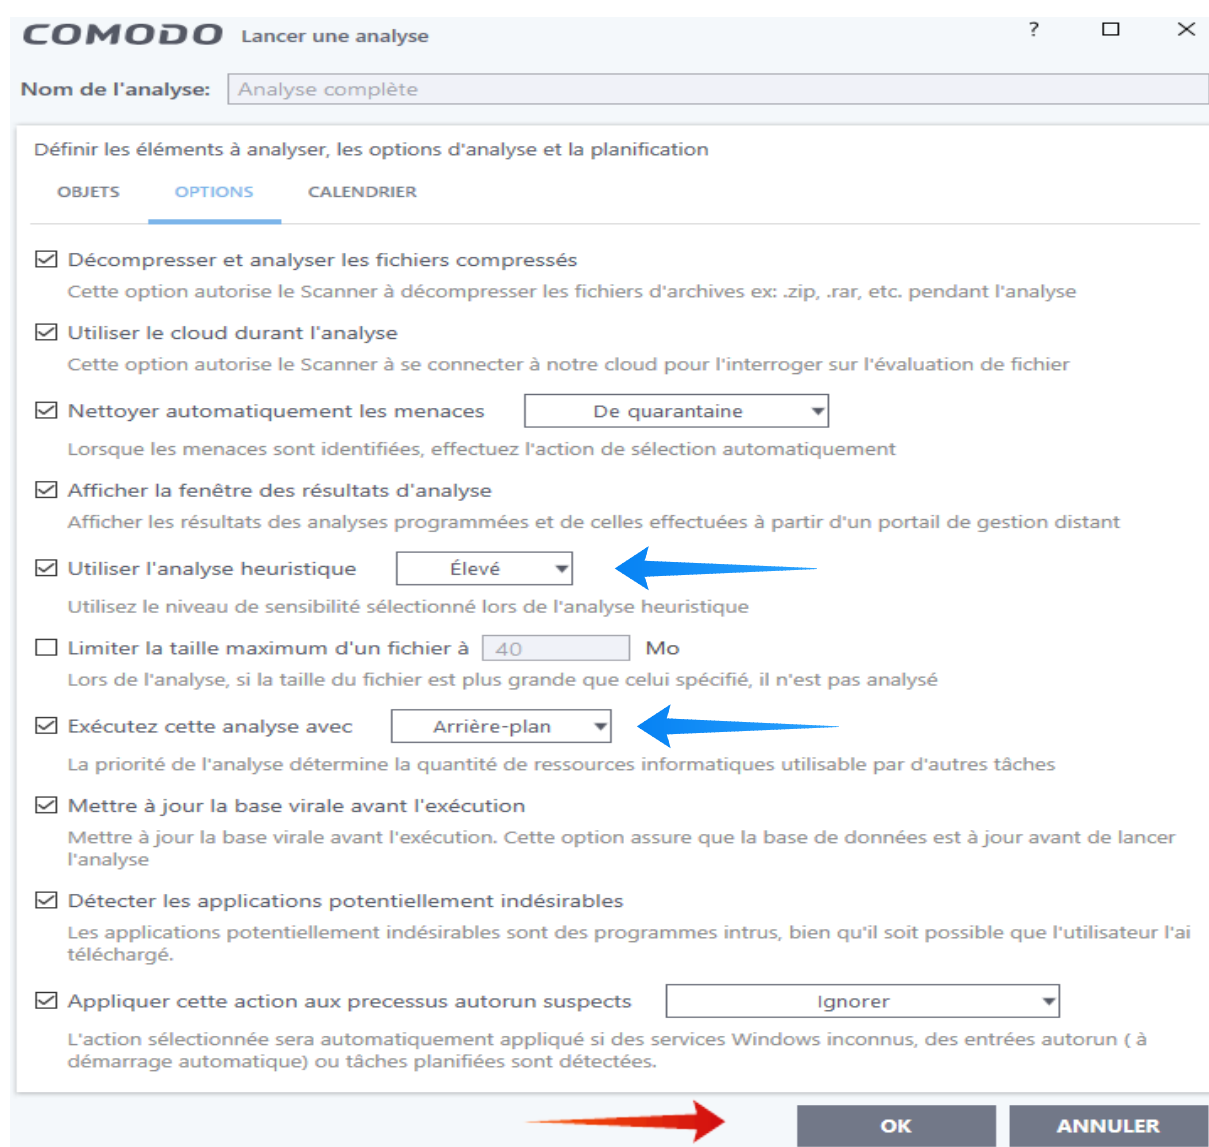 COMODO Lancer une analyse ?
Nom de l'analyse: Analyse complète
Définir les éléments à analyser, les options d'analyse et la planification
OBJETS OPTIONS CALENDRIER
Décompresser et analyser les fichiers compressés
Cette option autorise le Scanner à décompresser les fichiers d'archives ex: .zip, .rar, etc. pendant l'analyse
Utiliser le cloud durant l'analyse
Cette option autorise le Scanner à se connecter à notre cloud pour l'interroger sur l'évaluation de fichier
Nettoyer automatiquement les menaces De quarantaine
Lorsque les menaces sont identifiées, effectuez l'action de sélection automatiquement
Afficher la fenêtre des résultats d'analyse
Afficher les résultats des analyses programmées et de celles effectuées à partir d'un portail de gestion distant
Utiliser l'analyse heuristique Élevé
Utilisez le niveau de sensibilité sélectionné lors de l'analyse heuristique
Limiter la taille maximum d'un fichier à 40 Mo
Lors de l'analyse, si la taille du fichier est plus grande que celui spécifié, il n'est pas analysé
Exécutez cette analyse avec Arrière-plan
La priorité de l'analyse détermine la quantité de ressources informatiques utilisable par d'autres tâches
Mettre à jour la base virale avant l'exécution
Mettre à jour la base virale avant l'exécution. Cette option assure que la base de données est à jour avant de lancer
l'analyse
Détecter les applications potentiellement indésirables
Les applications potentiellement indésirables sont des programmes intrus, bien qu'il soit possible que l'utilisateur l'ai
téléchargé.
Appliquer cette action aux precessus autorun suspects Ignorer
L'action sélectionnée sera automatiquement appliqué si des services Windows inconnus, des entrées autorun ( à
démarrage automatique) ou tâches planifiées sont détectées.
OK ANNULER